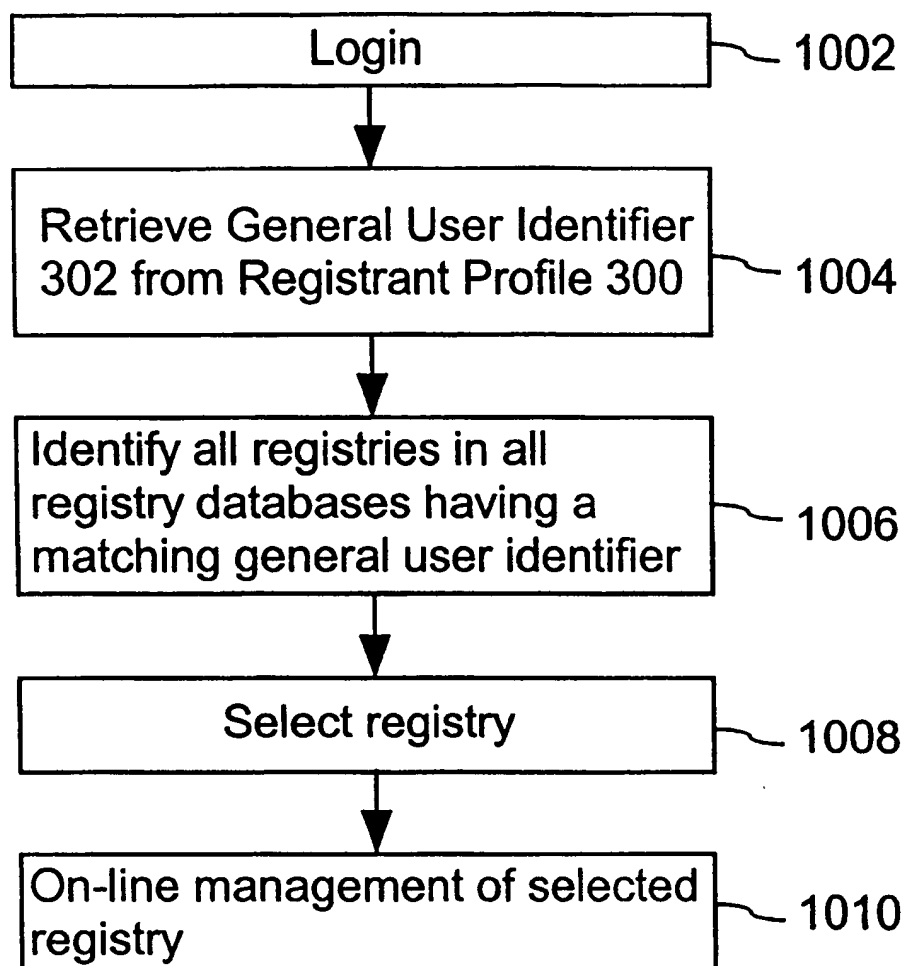 Login
1002
Retrieve General User Identifier
302 from Registrant Profile 300
1004
Identify all registries in all
registry databases having a
matching general user identifier
1006
Select registry
1008
On-line management of selected
registry
1010